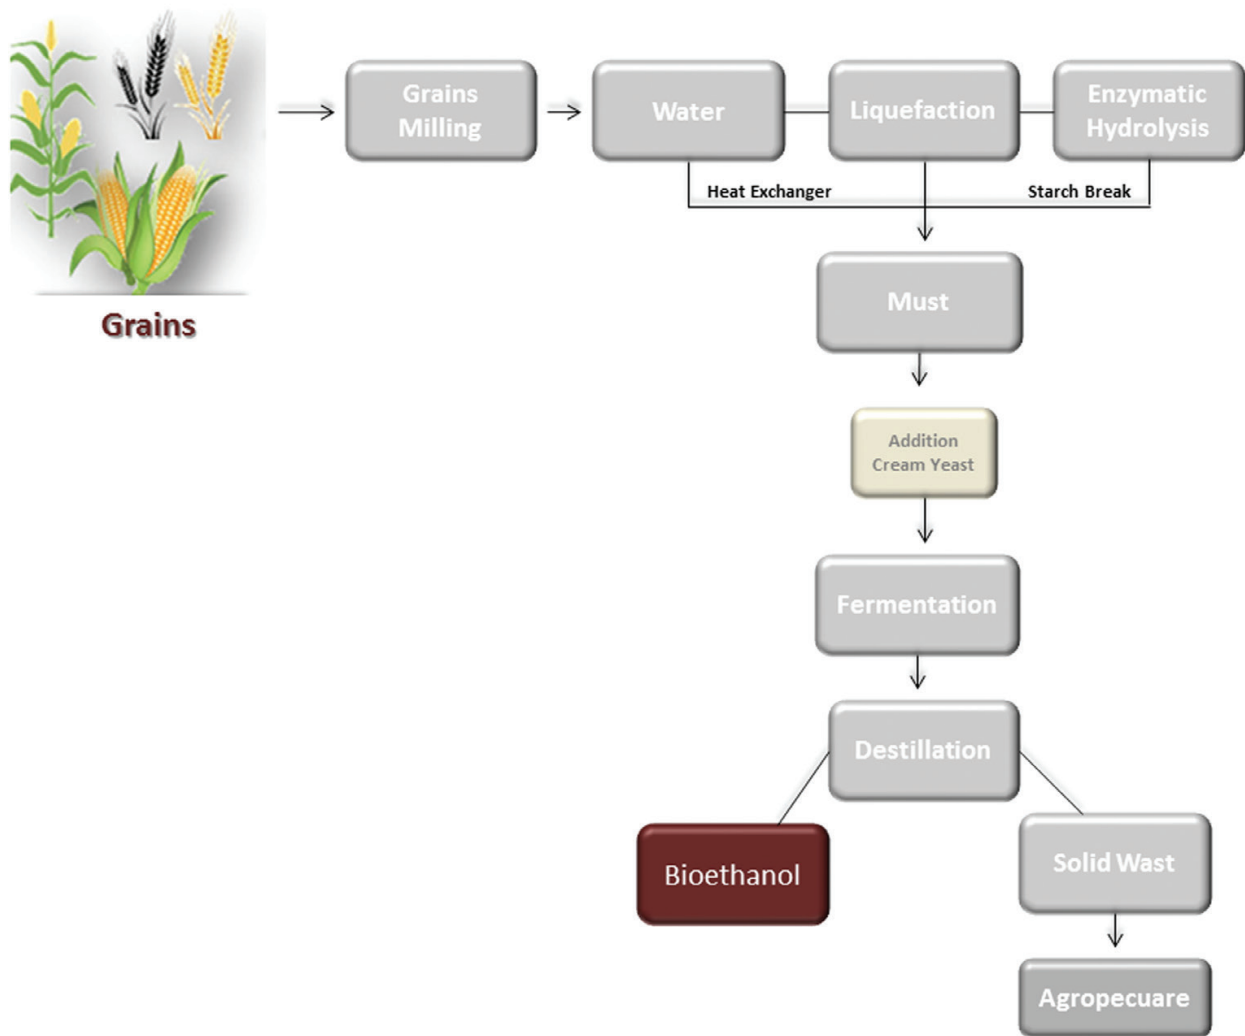 Grains
Grains
Milling
Water
Liquefaction
Enzymatic
Hydrolysis
Heat Exchanger
Starch Break
Must
Addition
Cream Yeast
Fermentation
Destillation
Bioethanol
Solid Wast
Agropecuare